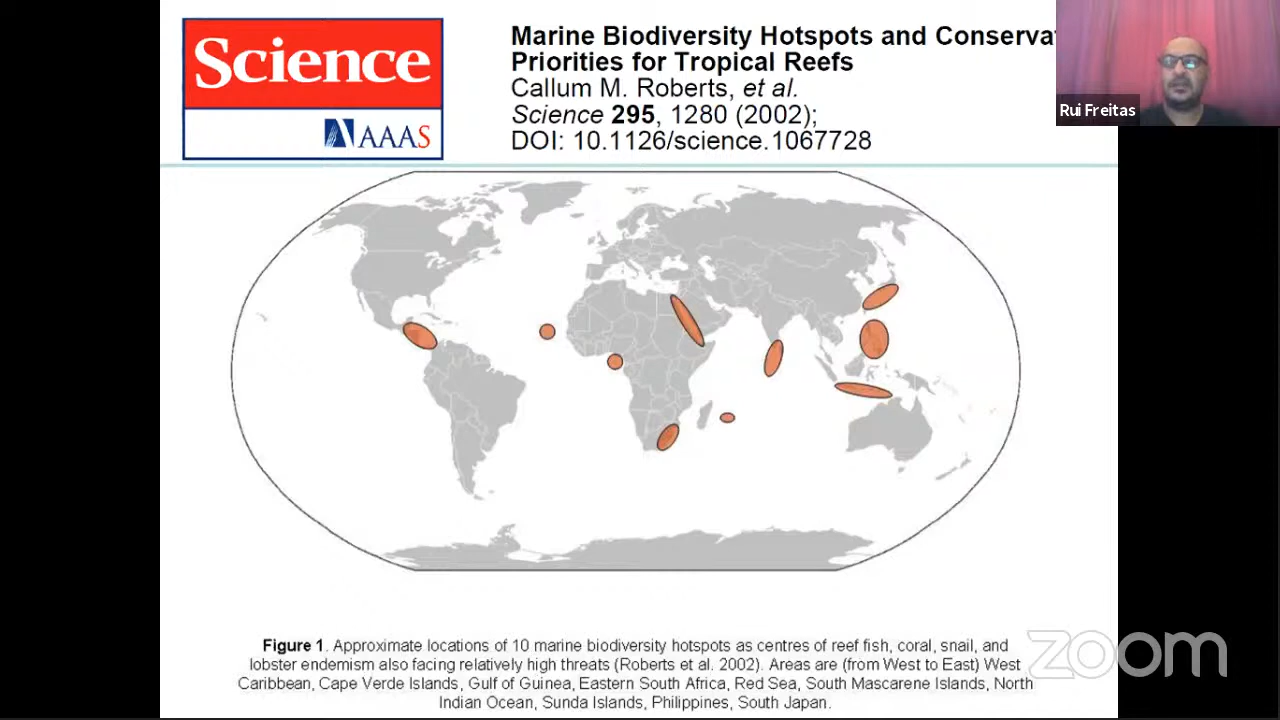 Science
AAAS
Marine Biodiversity Hotspots and Conserva
Priorities for Tropical Reefs
Callum M. Roberts, et al.
Science 295, 1280 (2002);
DOI: 10.1126/science.1067728
Rui Freitas
Figure 1. Approximate locations of 10 marine biodiversity hotspots as centres of reef fish, coral, snail, and
lobster endemism also facing relatively high threats (Roberts et al. 2002). Areas are (from West to East) West
Caribbean, Cape Verde Islands, Gulf of Guinea, Eastern South Africa, Red Sea, South Mascarene Islands, North
Indian Ocean, Sunda Islands, Philippines, South Japan.
zoom